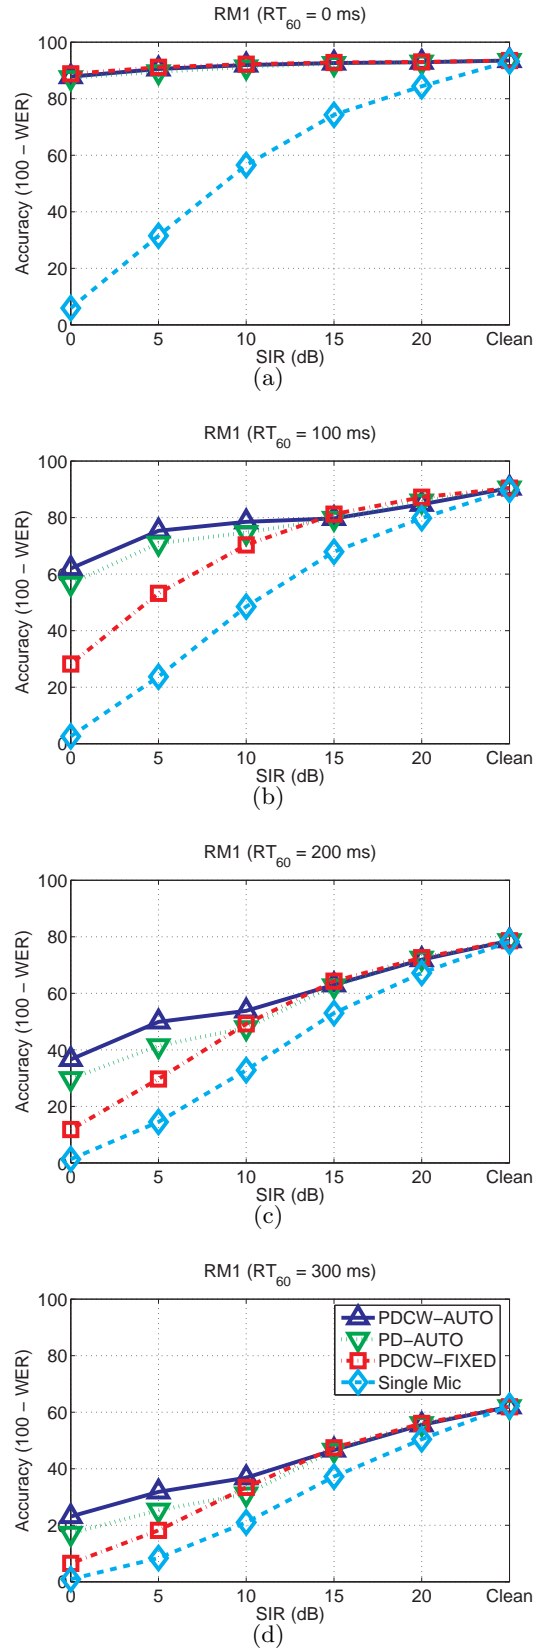 RM1 (RT60 = 0 ms)
100
80
60
40
20
0
Accuracy (100 − WER)
0 5 10 15 20 Clean
SIR (dB)
(a)
RM1 (RT60 = 100 ms)
100
80
60
40
20
0
Accuracy (100 − WER)
0 5 10 15 20 Clean
SIR (dB)
(b)
RM1 (RT60 = 200 ms)
100
80
60
40
20
0
Accuracy (100 − WER)
0 5 10 15 20 Clean
SIR (dB)
(c)
RM1 (RT60 = 300 ms)
100
80
60
40
20
0
Accuracy (100 − WER)
PDCW−AUTO
PD−AUTO
PDCW−FIXED
Single Mic
0 5 10 15 20 Clean
SIR (dB)
(d)